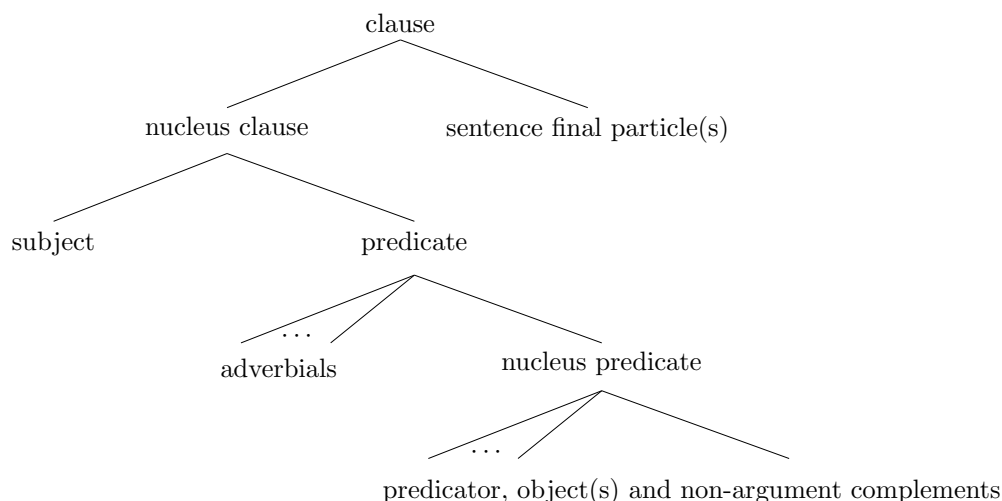 clause
nucleus clause
sentence final particle(s)
subject
predicate
...
adverbials
nucleus predicate
...
predicator, object(s) and non-argument complements